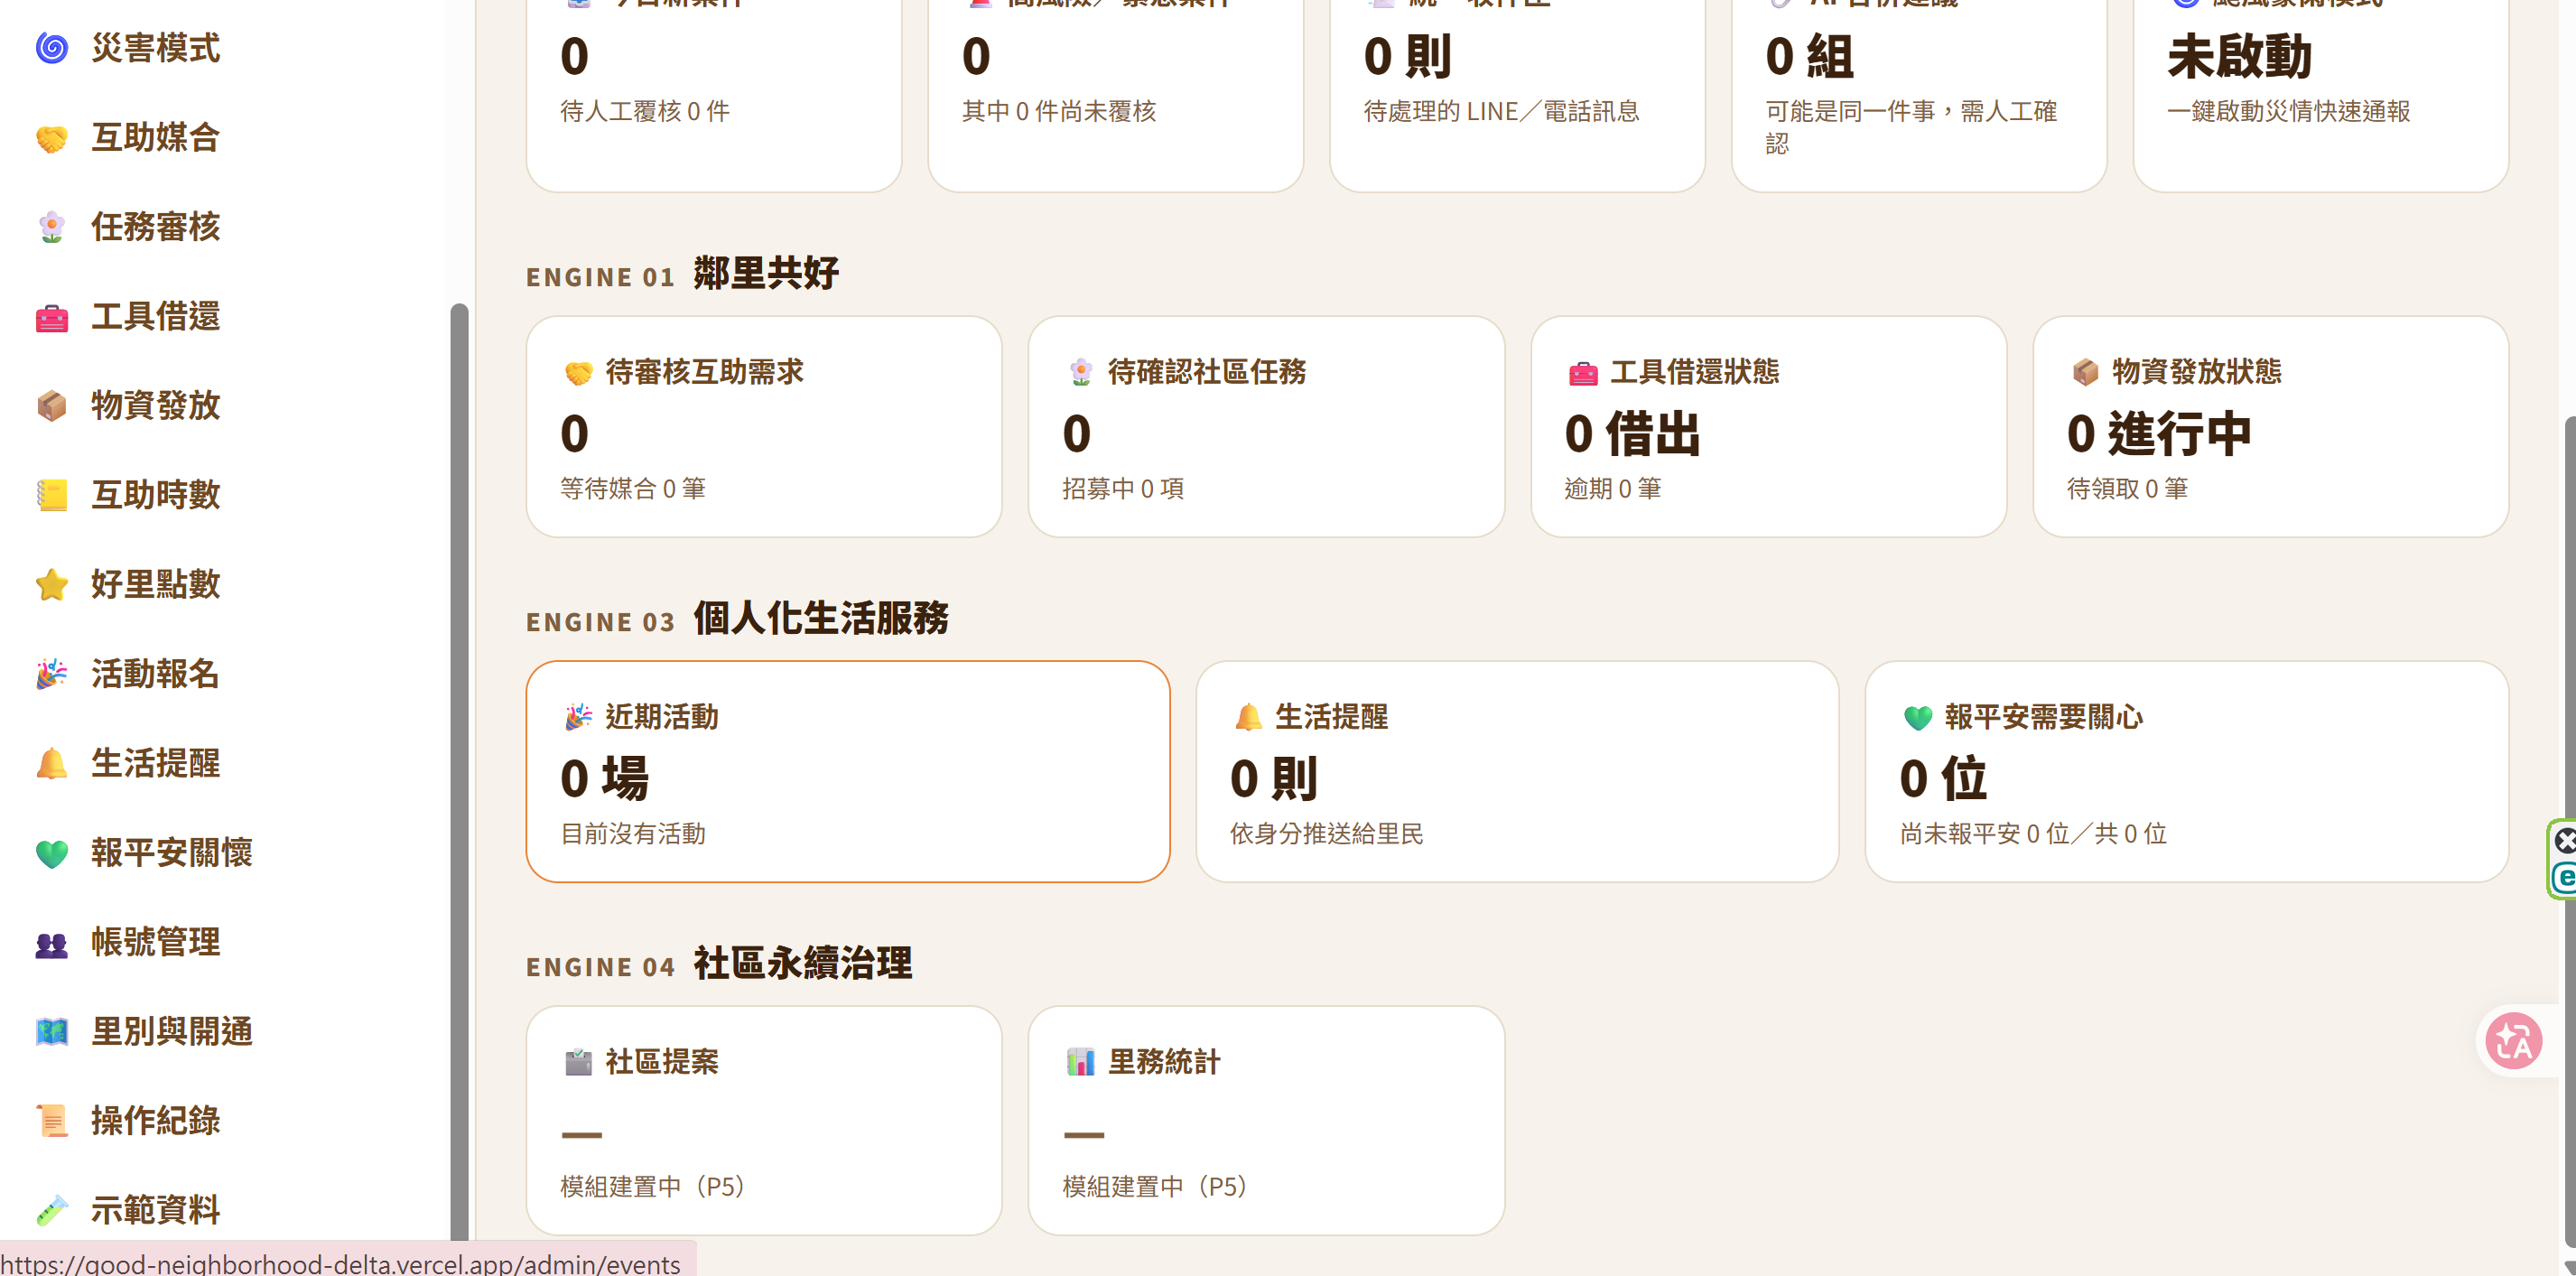 災害模式
互助媒合
任務審核
工具借還
物資發放
互助時數
好里點數
活動報名
生活提醒
報平安關懷
帳號管理
里別與開通
操作紀錄
示範資料
0
待人工覆核 0 件
0
其中 0 件尚未覆核
0 則
待處理的 LINE／電話訊息
0 組
可能是同一件事，需人工確
認
未啟動
一鍵啟動災情快速通報
ENGINE 01 鄰里共好
待審核互助需求
0
等待媒合 0 筆
待確認社區任務
0
招募中 0 項
工具借還狀態
0 借出
逾期 0 筆
物資發放狀態
0 進行中
待領取 0 筆
ENGINE 03 個人化生活服務
近期活動
0 場
目前沒有活動
生活提醒
0 則
依身分推送給里民
報平安需要關心
0 位
尚未報平安 0 位／共 0 位
ENGINE 04 社區永續治理
社區提案
—
模組建置中（P5）
里務統計
—
模組建置中（P5）
https://good-neighborhood-delta.vercel.app/admin/events